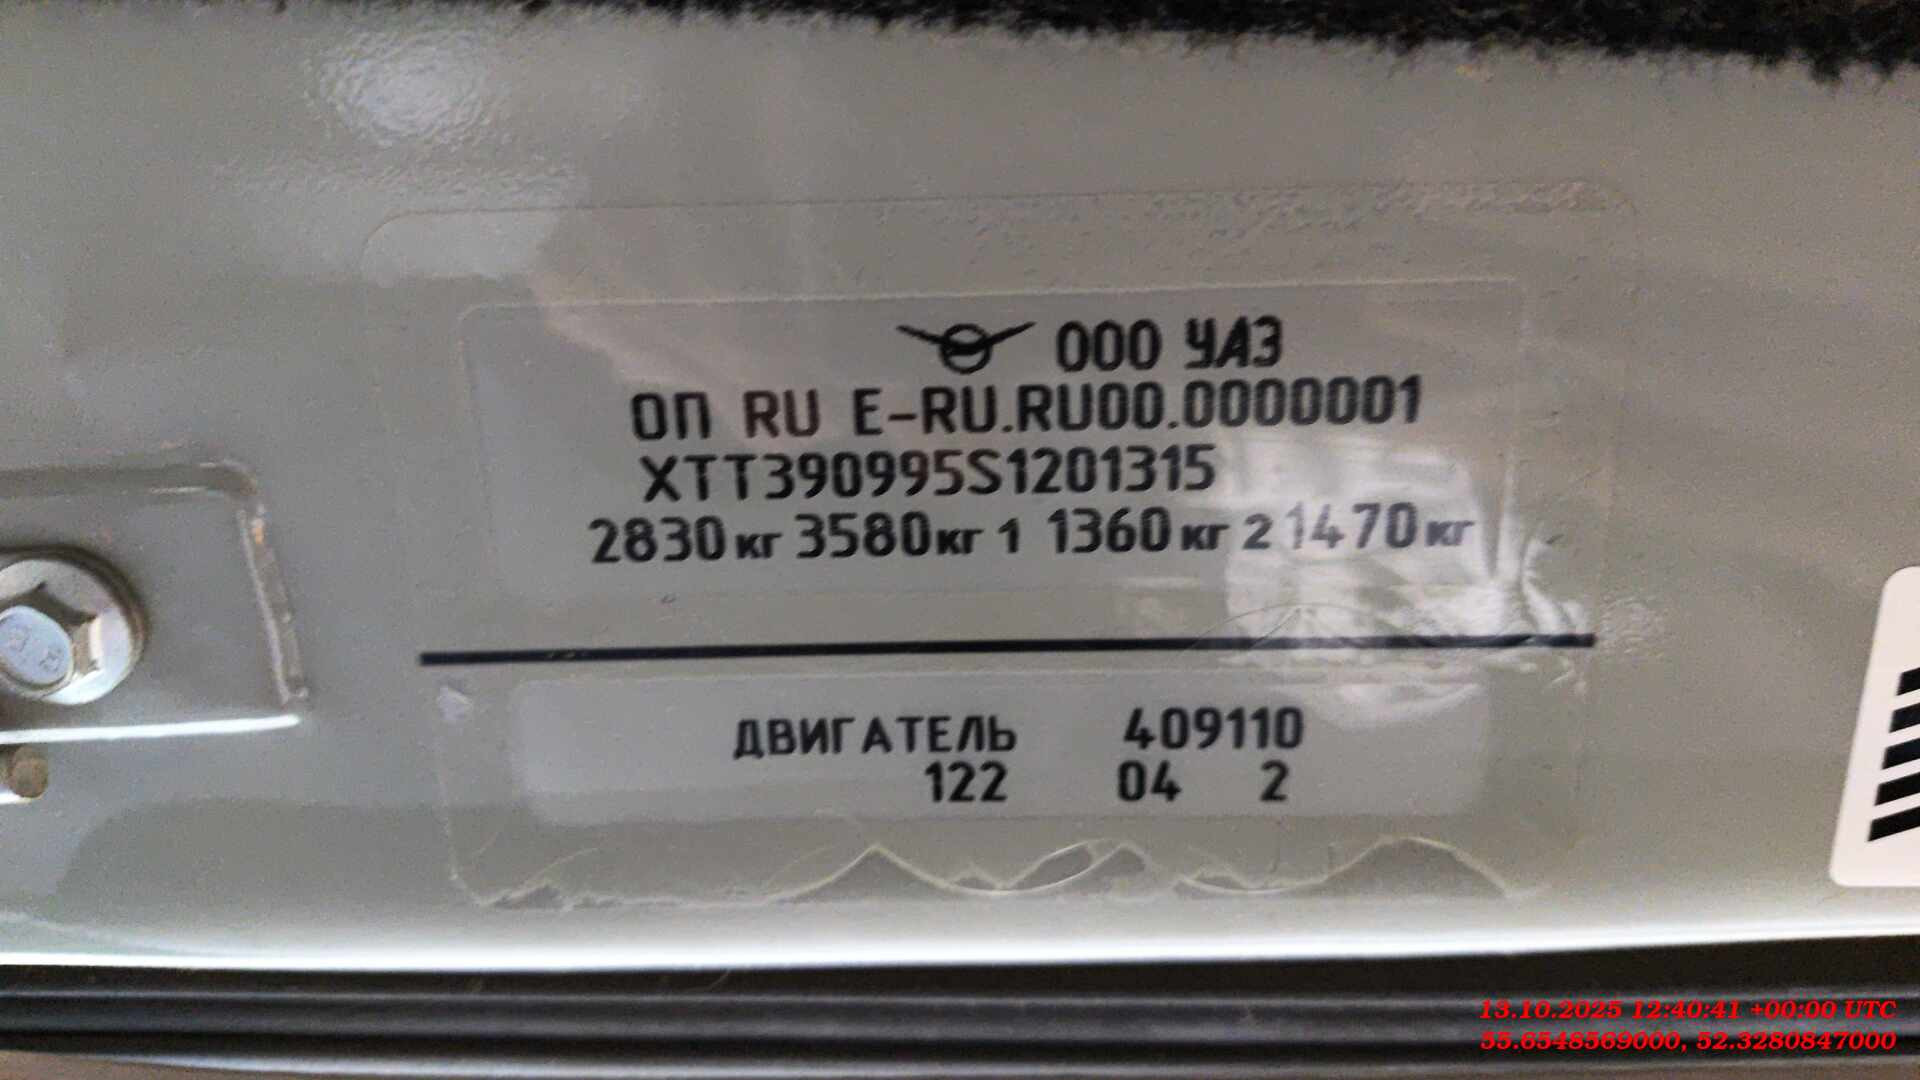 ООО УАЗ
ОП RU E-RU.RU00.0000001
XTT390995S1201315
2830кг 3580кг 1 1360кг 2 1470кг
ДВИГАТЕЛЬ 409110
122 04 2
13.10.2025 12:40:41 +00:00 UTC
55.6548569000, 52.3280847000